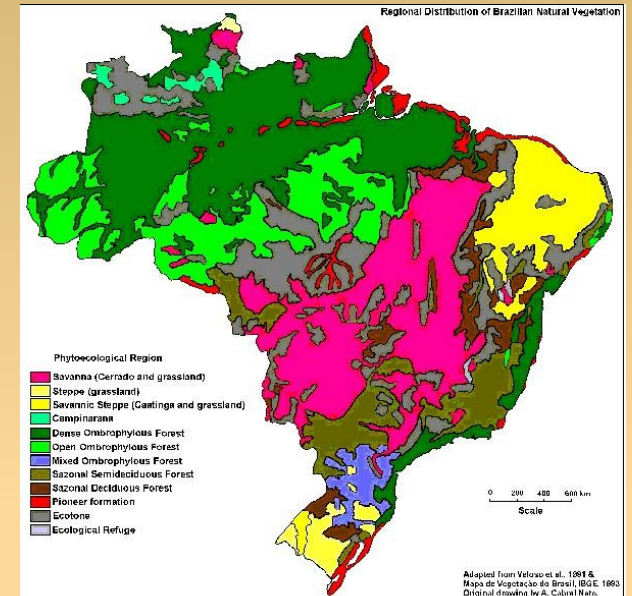 Regional Distribution of Brazilian Natural Vegetation
Phytoecological Region
Savanna (Cerrado and grassland)
Steppe (grassland)
Savannic Steppe (Caatinga and grassland)
Campinarana
Dense Ombrophylous Forest
Open Ombrophylous Forest
Mixed Ombrophylous Forest
Sazonal Semideciduous Forest
Sazonal Deciduous Forest
Pioneer formation
Ecotone
Ecological Refuge
0 200 400 600 km
Scale
Adapted from Veloso et al., 1991 &
Mapa de Vegetação do Brasil, IBGE, 1993
Original drawing by A. Cabral Neto.